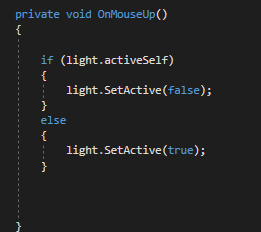 private void OnMouseUp()
{
if (light.activeSelf)
{
light.SetActive(false);
}
else
{
light.SetActive(true);
}
}